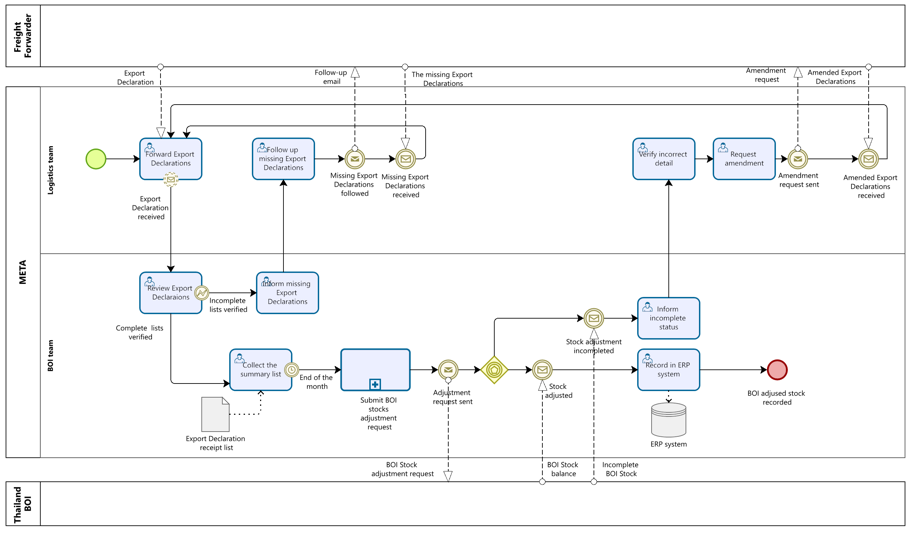 Freight
Forwarder
Export
Declaration
Follow-up
email
The missing Export
Declarations
Amendment
request
Amended Export
Declarations
META
Logistics team
Forward Export
Declarations
Export
Declaration
received
Follow up
missing Export
Declarations
Missing Export
Declarations
followed
Missing Export
Declarations
received
Verify incorrect
detail
Request
amendment
Amendment
request sent
Amended Export
Declarations
received
BOI team
Review Export
Declaraions
Incomplete
lists verified
Inform missing
Export
Declarations
Complete lists
verified
Collect the
summary list
End of the
month
Export Declaration
receipt list
Submit BOI
stocks
adjustment
request
Adjustment
request sent
Stock adjustment
incompleted
Inform
incomplete
status
Stock
adjusted
Record in ERP
system
ERP system
BOI adjused stock
recorded
BOI Stock
adjustment request
BOI Stock
balance
Incomplete
BOI Stock
Thailand
BOI